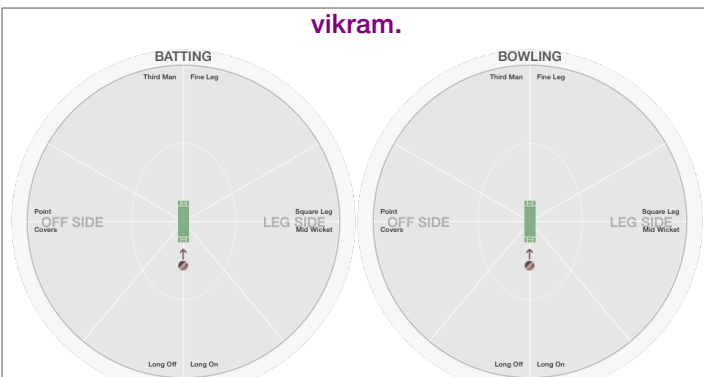 vikram.
BATTING BOWLING
Third Man Fine Leg Third Man Fine Leg
Point Square Leg Point Square Leg
OFF SIDE LEG SIDE OFF SIDE LEG SIDE
Covers Mid Wicket Covers Mid Wicket
Long Off Long On Long Off Long On